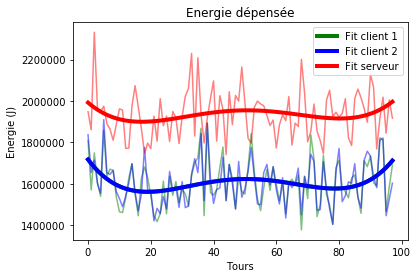 Energie dépensée
Fit client 1
Fit client 2
Fit serveur
Energie (J)
2200000
2000000
1800000
1600000
1400000
0
20
40
60
80
100
Tours